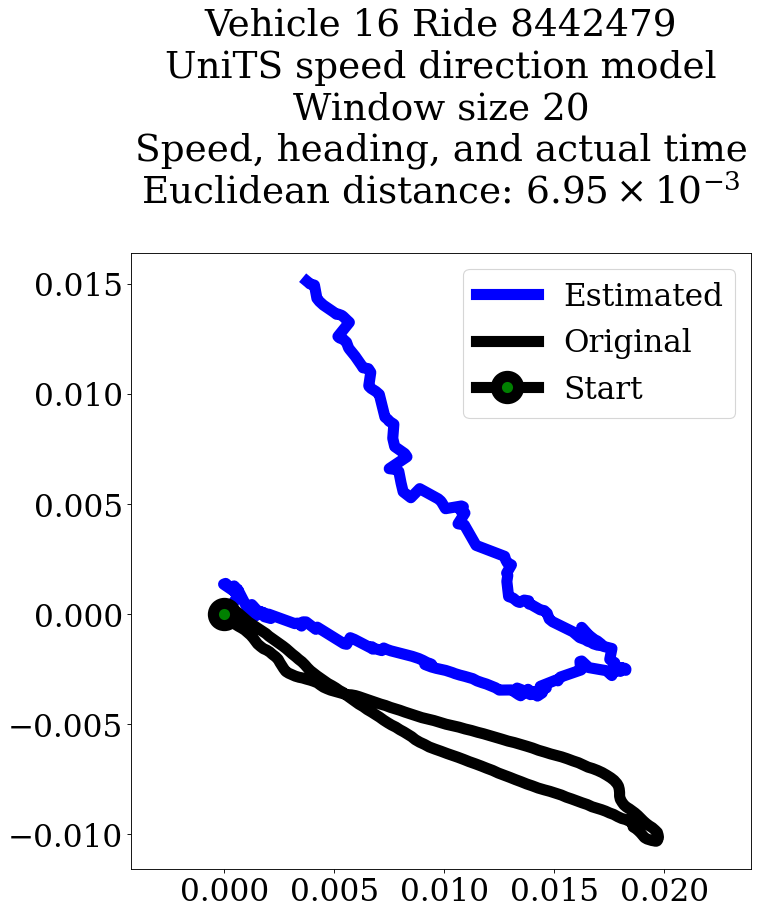 Vehicle 16 Ride 8442479
UniTS speed direction model
Window size 20
Speed, heading, and actual time
Euclidean distance: 6.95 × 10⁻³
Estimated
Original
Start
0.015
0.010
0.005
0.000
−0.005
−0.010
0.000 0.005 0.010 0.015 0.020